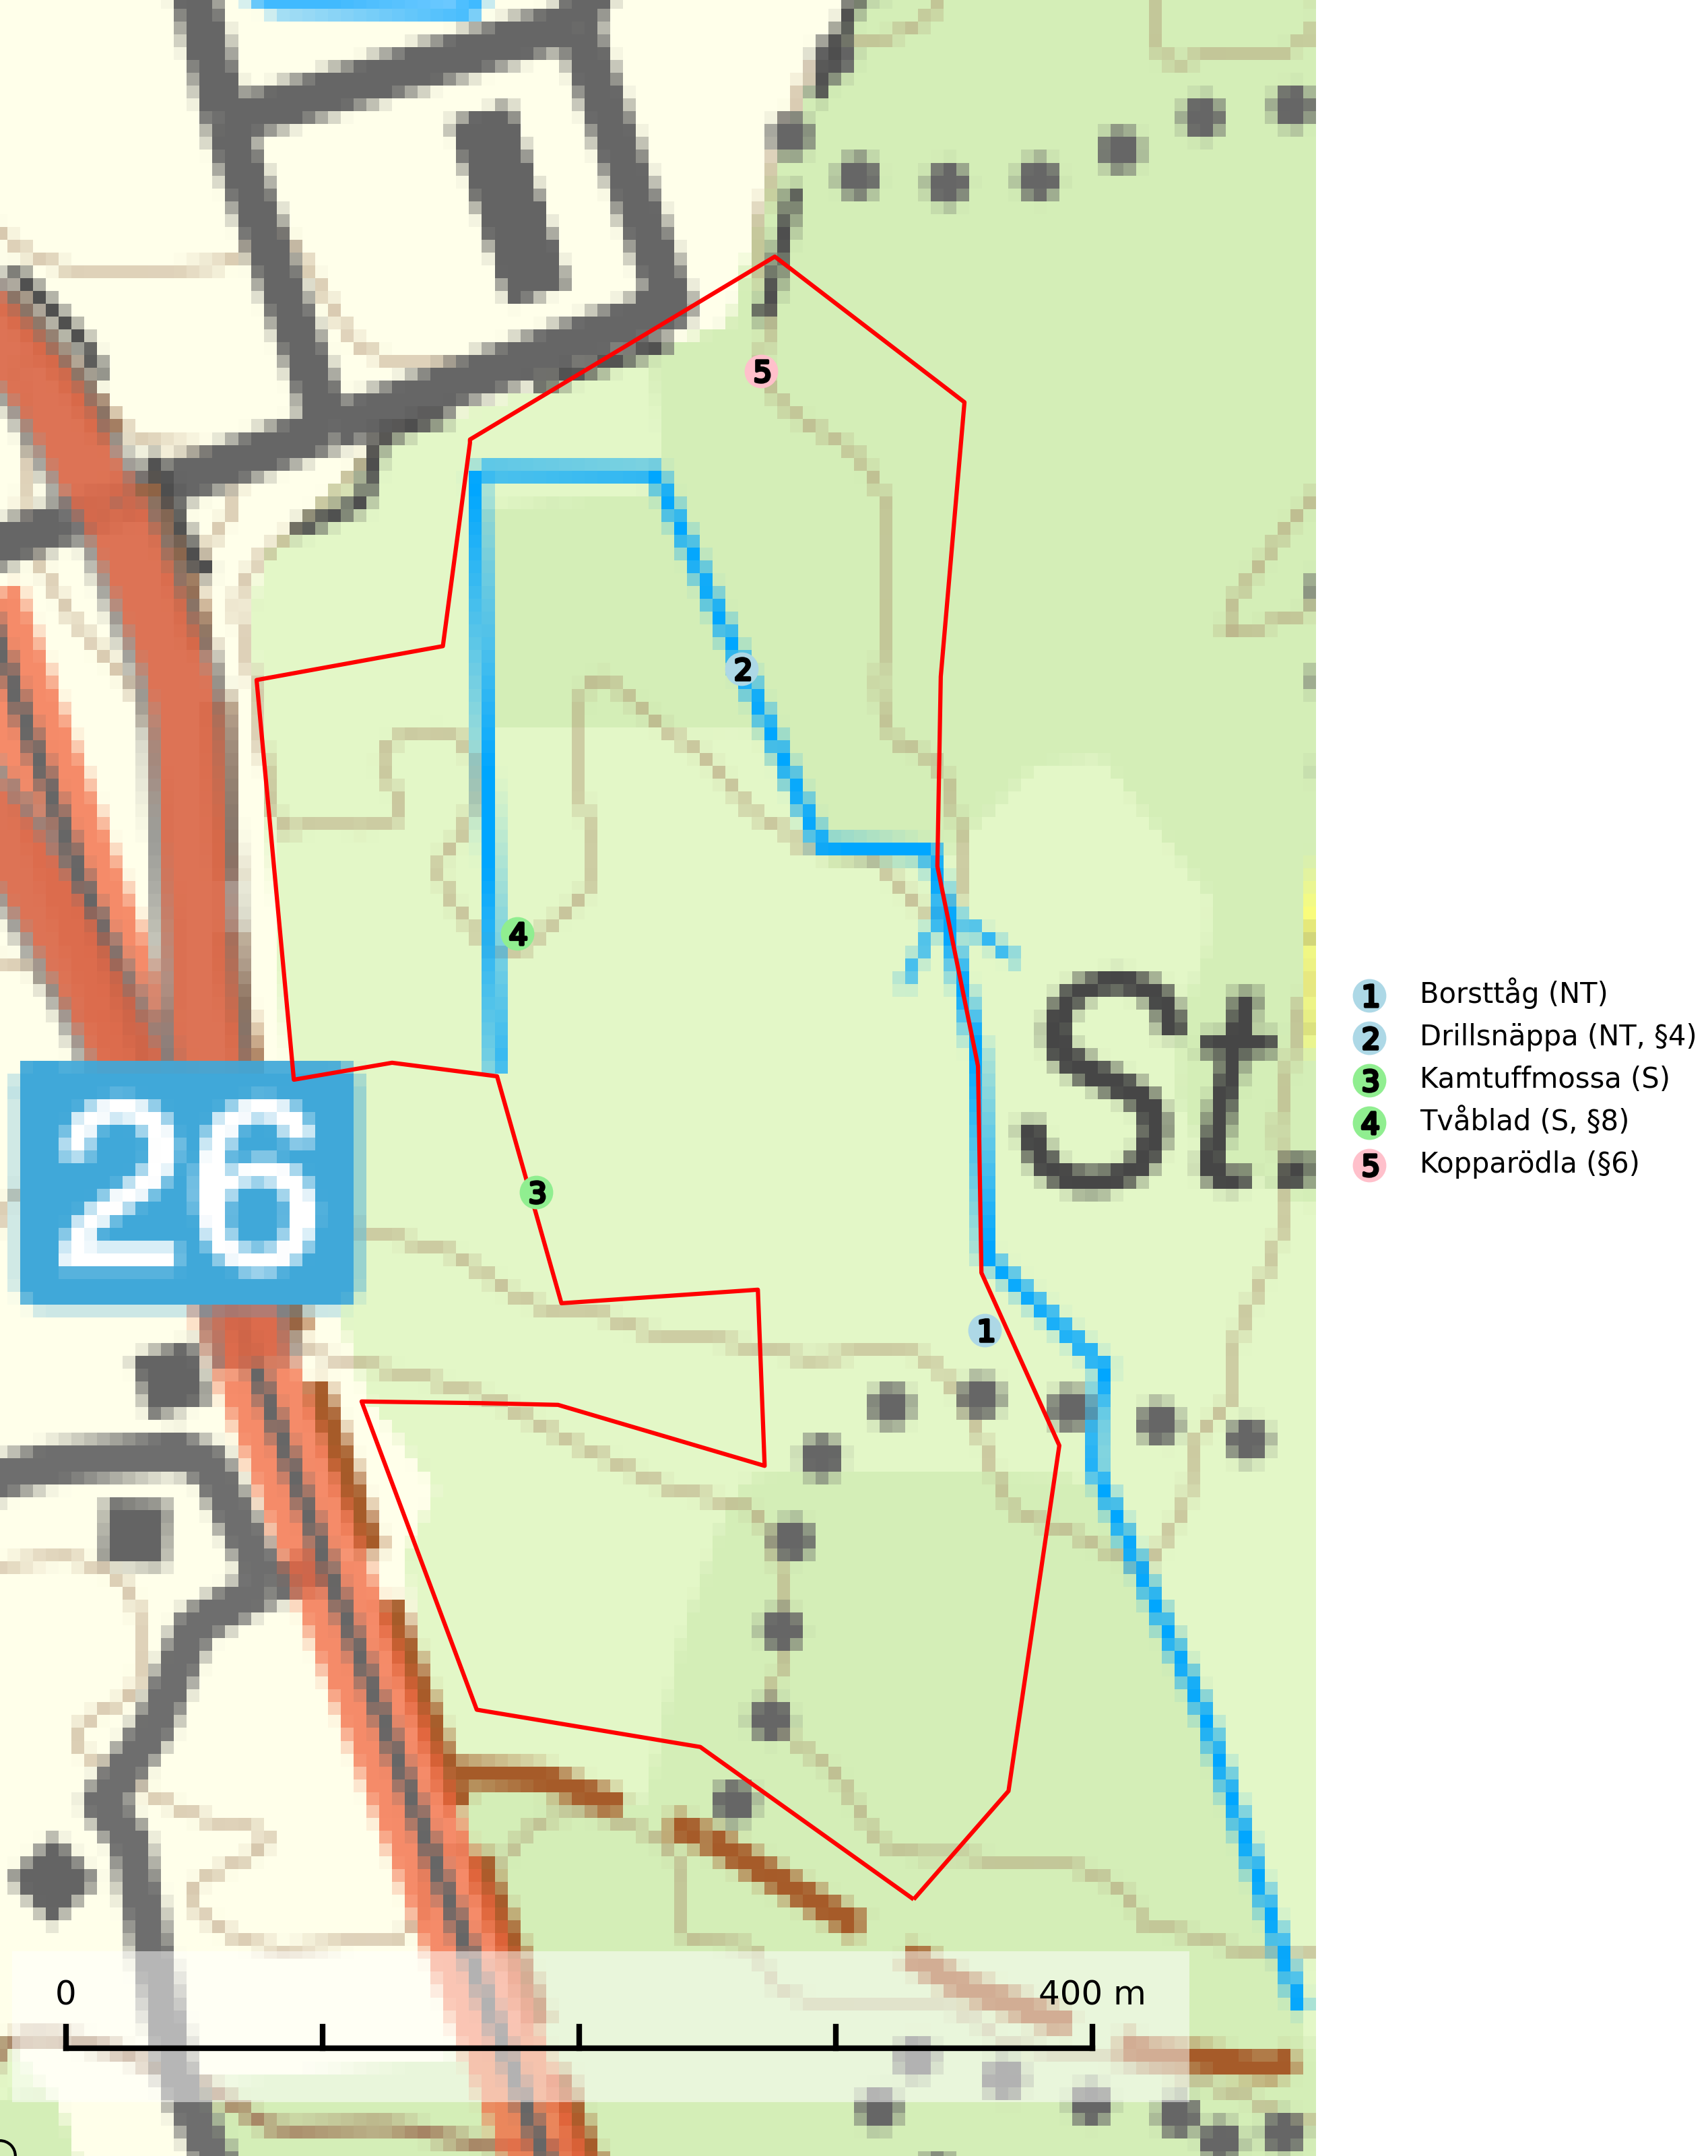 5
2
4
St.
26
3
1
1 Borsttåg (NT)
2 Drillsnäppa (NT, §4)
3 Kamtuffmossa (S)
4 Tvåblad (S, §8)
5 Kopparödla (§6)
0 400 m